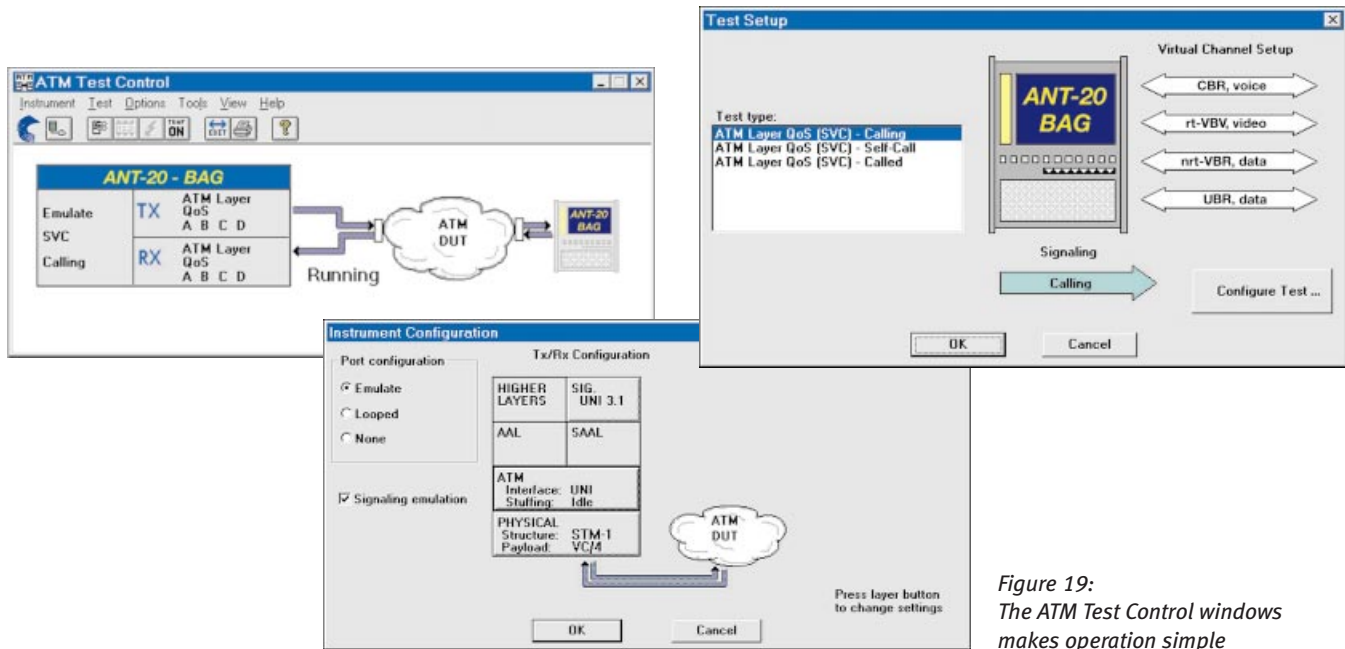 ATM Test Control
Instrument Test Options Tools View Help
TEST
ON
EXIT
ANT-20 - BAG
Emulate
SVC
Calling
TX
ATM Layer
QoS
A B C D
RX
ATM Layer
QoS
A B C D
Running
ATM
DUT
ANT-20
BAG
Test Setup
Test type:
ATM Layer QoS (SVC) - Calling
ATM Layer QoS (SVC) - Self-Call
ATM Layer QoS (SVC) - Called
ANT-20
BAG
Virtual Channel Setup
CBR, voice
rt-VBV, video
nrt-VBR, data
UBR, data
Signaling
Calling
Configure Test ...
OK
Cancel
Instrument Configuration
Port configuration
Emulate
Looped
None
Signaling emulation
Tx/Rx Configuration
HIGHER
LAYERS
SIG.
UNI 3.1
AAL
SAAL
ATM
Interface: UNI
Stuffing: Idle
PHYSICAL
Structure: STM-1
Payload: VC/4
ATM
DUT
Press layer button
to change settings
OK
Cancel
Figure 19:
The ATM Test Control windows
makes operation simple